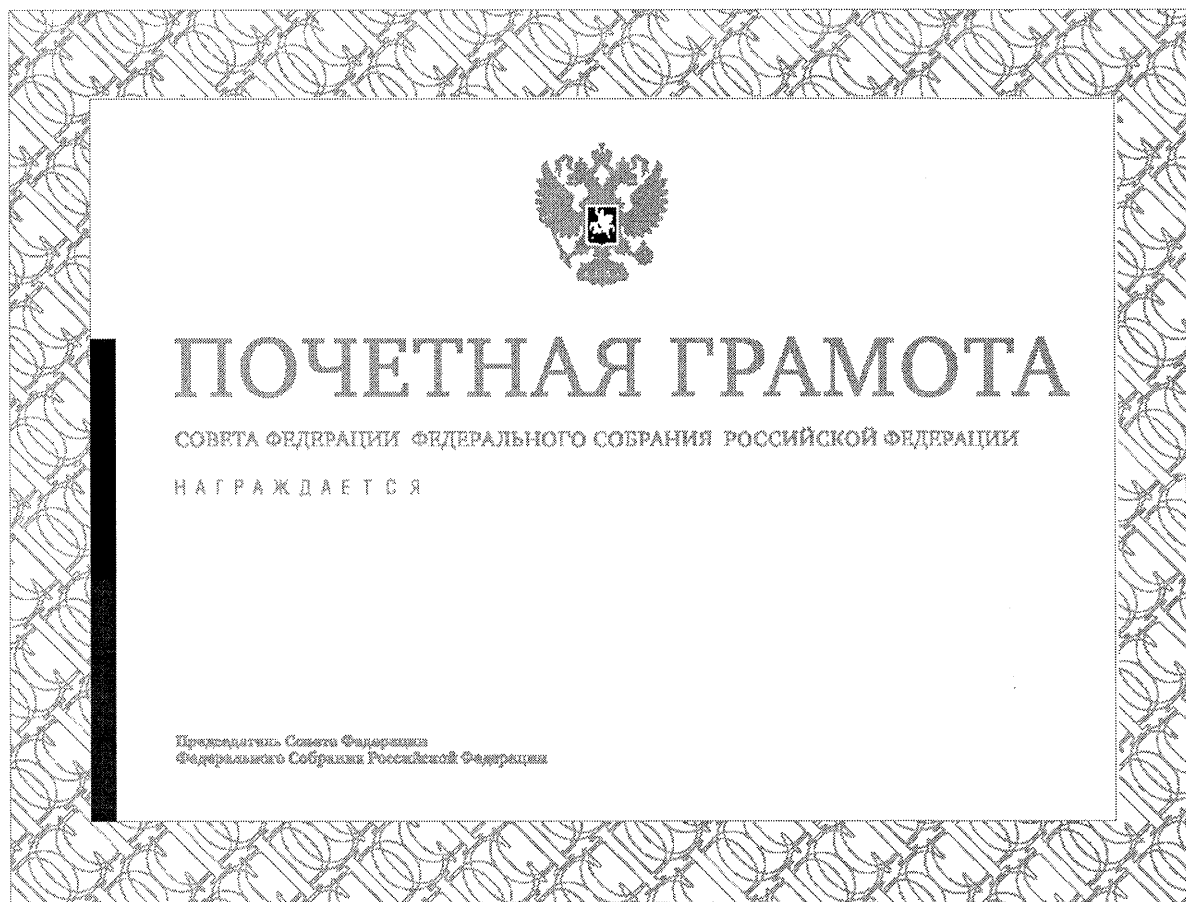 ПОЧЕТНАЯ ГРАМОТА
СОВЕТА ФЕДЕРАЦИИ ФЕДЕРАЛЬНОГО СОБРАНИЯ РОССИЙСКОЙ ФЕДЕРАЦИИ
НАГРАЖДАЕТСЯ
Председатель Совета Федерации
Федерального Собрания Российской Федерации